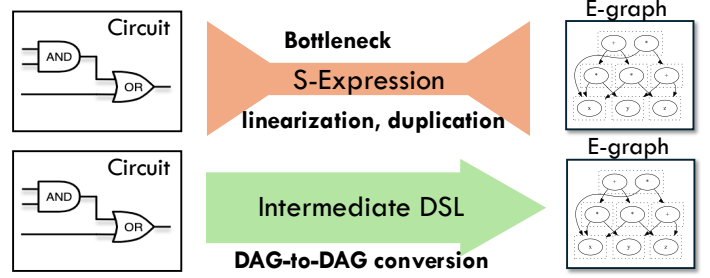 Circuit
AND
OR
Bottleneck
S-Expression
linearization, duplication
E-graph
+ *
* * +
x y z
Circuit
AND
OR
Intermediate DSL
DAG-to-DAG conversion
E-graph
+ *
* * +
x y z